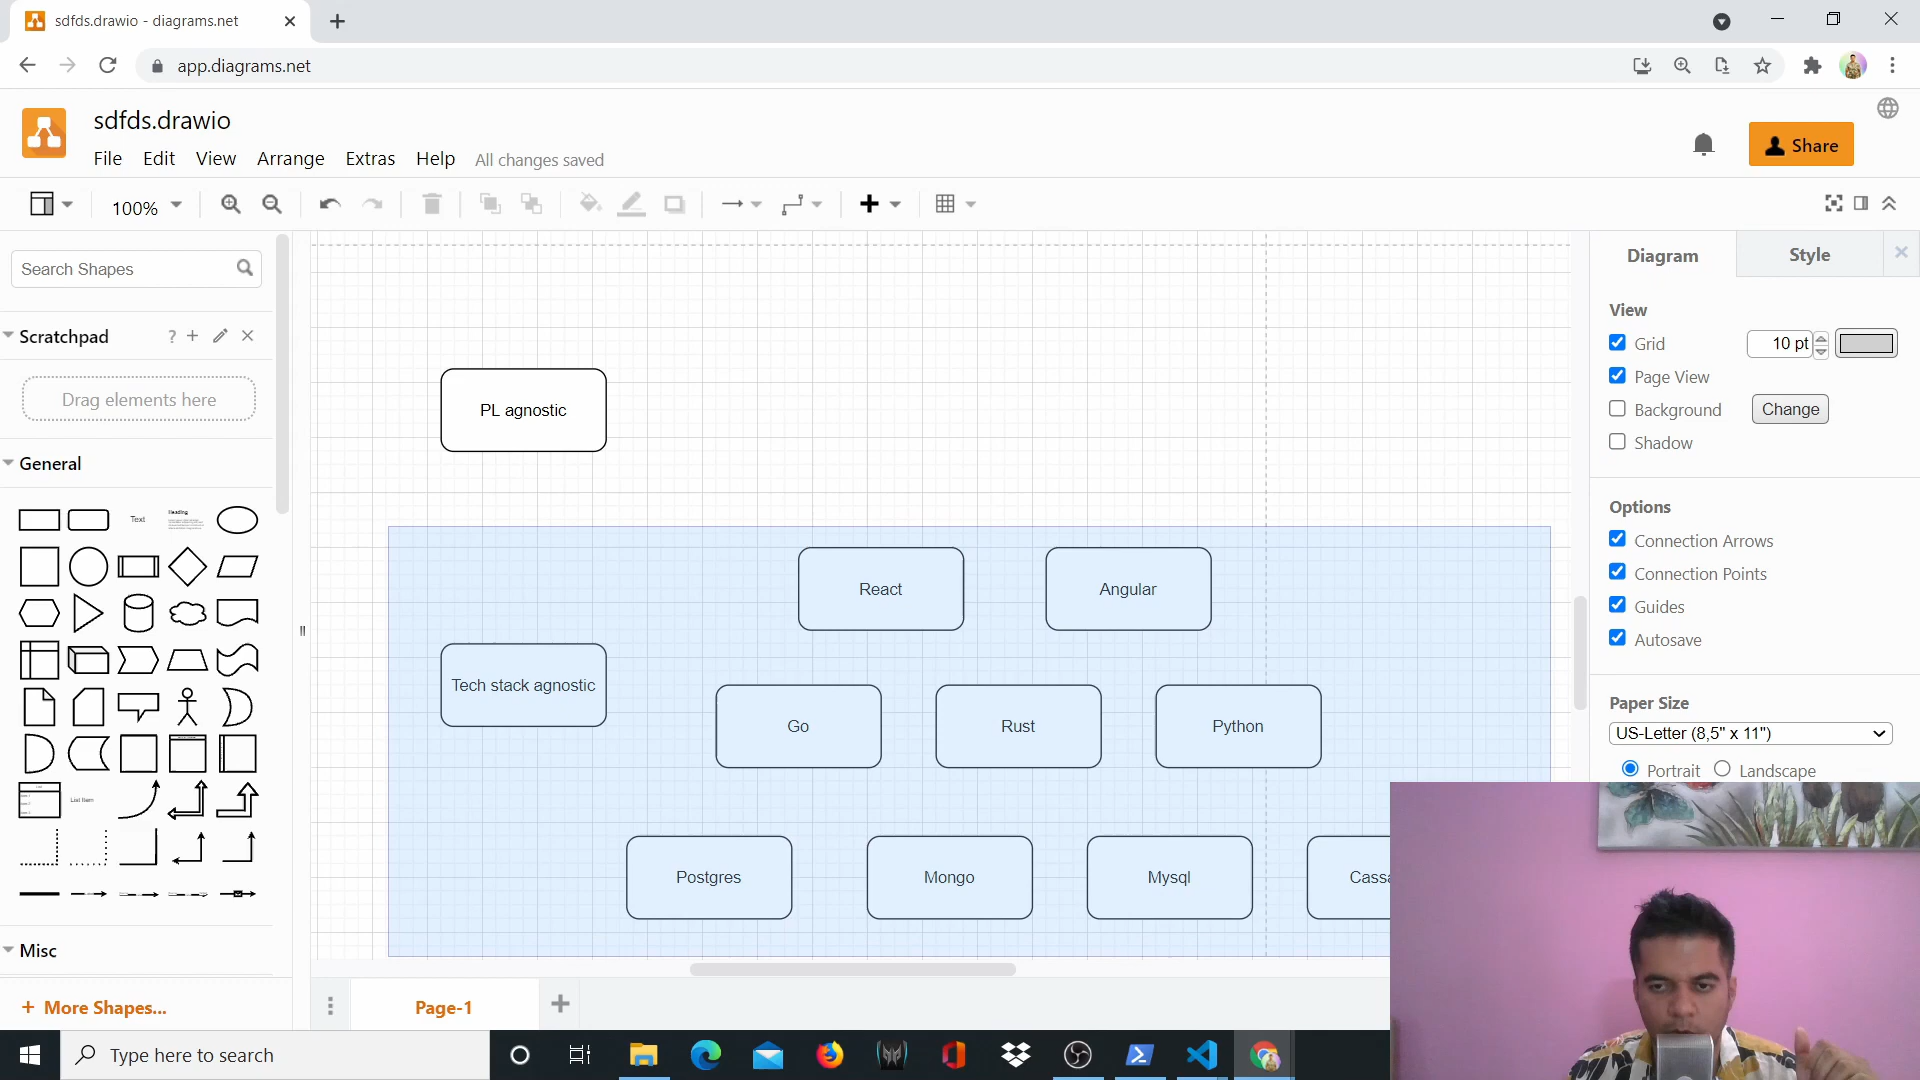 sdfds.drawio - diagrams.net
app.diagrams.net
sdfds.drawio
File Edit View Arrange Extras Help All changes saved
Share
100%
Search Shapes
Scratchpad ?
Drag elements here
General
Text
Heading
List Item
Misc
+ More Shapes...
PL agnostic
React
Angular
Tech stack agnostic
Go
Rust
Python
Postgres
Mongo
Mysql
Page-1
Diagram
Style
View
Grid 10 pt
Page View
Background Change
Shadow
Options
Connection Arrows
Connection Points
Guides
Autosave
Paper Size
US-Letter (8,5" x 11")
Portrait Landscape
Type here to search